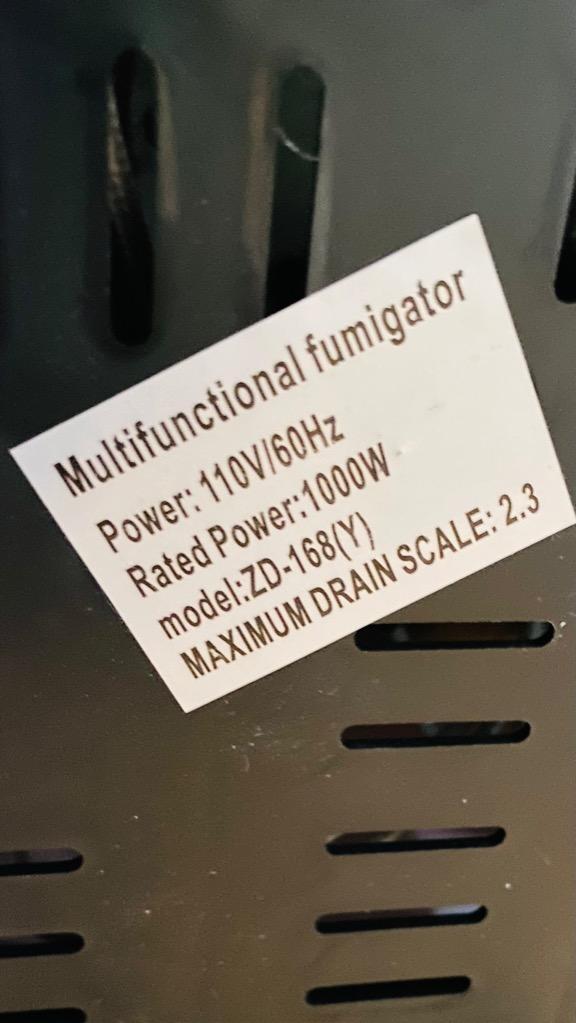 Multifunctional fumigator
Power: 110V/60Hz
Rated Power:1000W
model:ZD-168(Y)
MAXIMUM DRAIN SCALE: 2.3